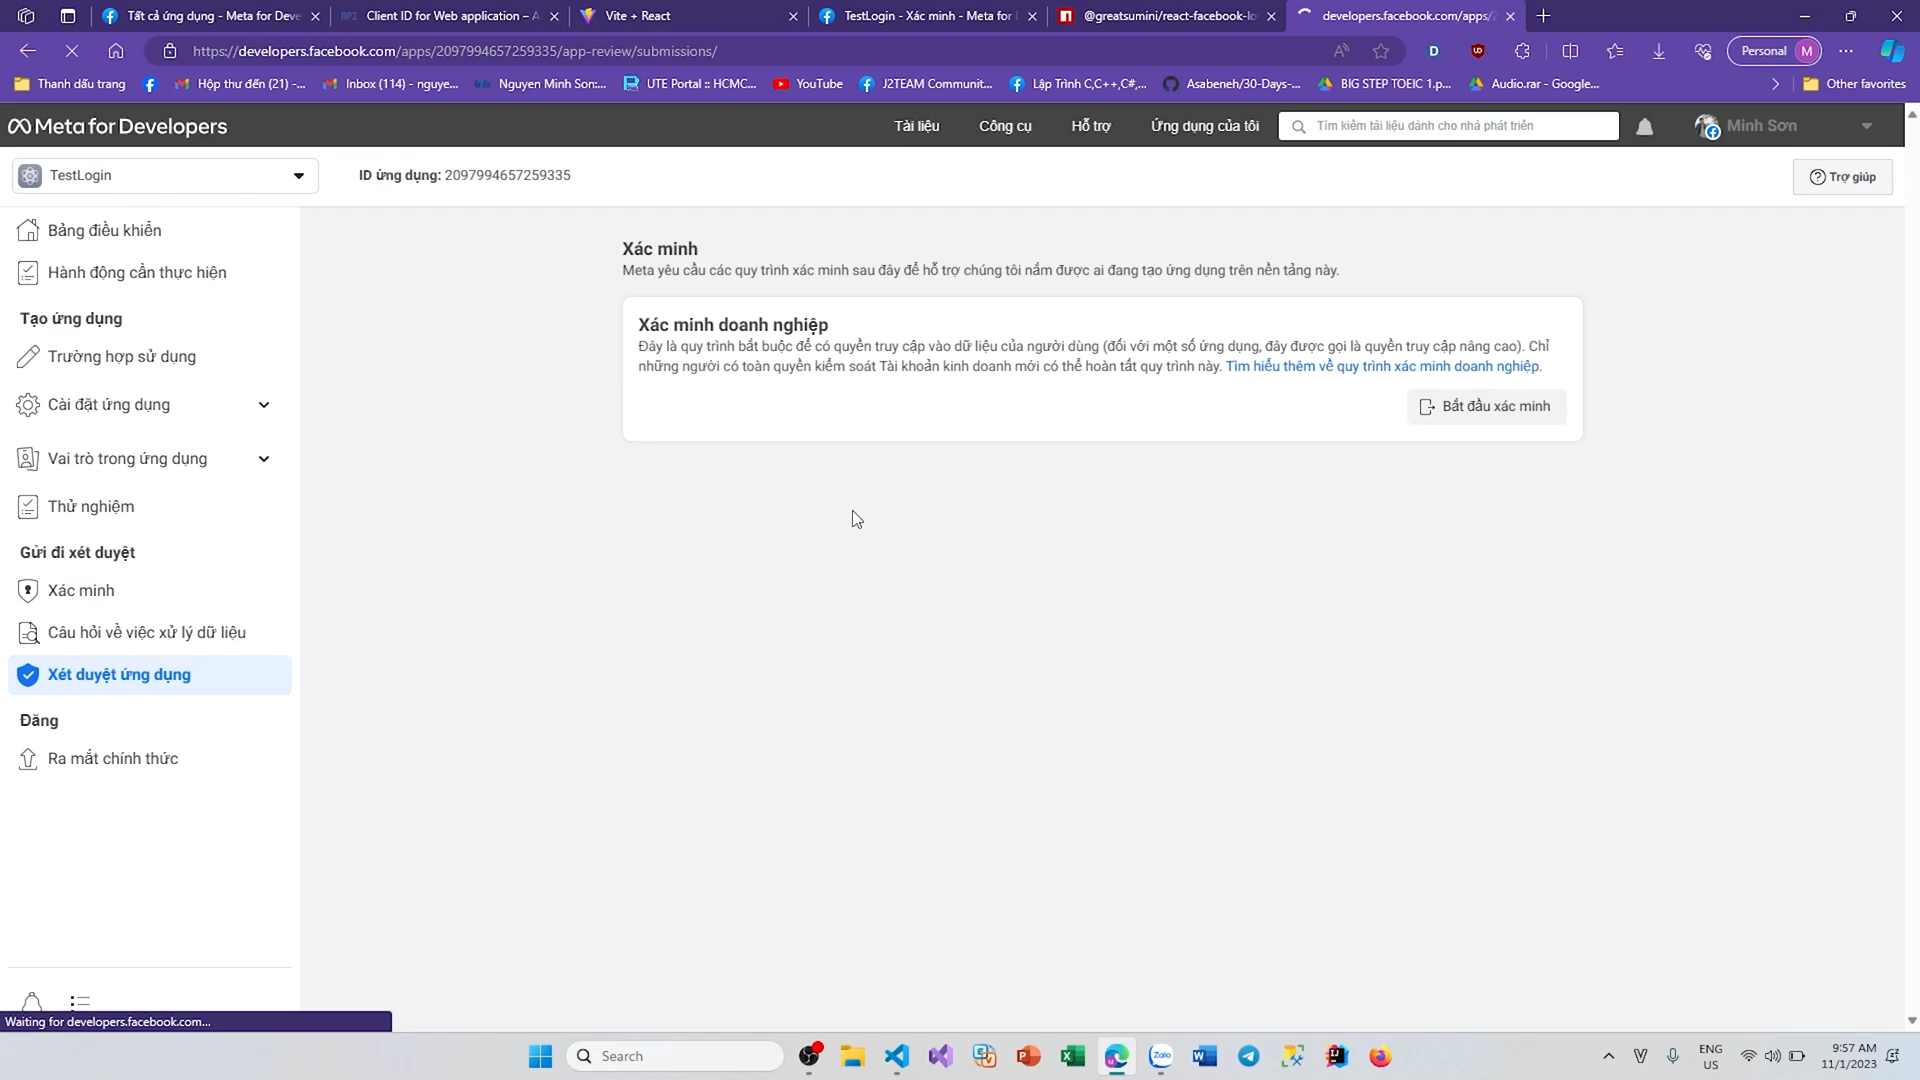 Tất cả ứng dụng - Meta for Deve
Client ID for Web application – A
Vite + React
TestLogin - Xác minh - Meta for
@greatsumini/react-facebook-lo
developers.facebook.com/apps/2
https://developers.facebook.com/apps/2097994657259335/app-review/submissions/
Personal M
Thanh dấu trang
Hộp thư đến (21) -...
Inbox (114) - nguye...
Nguyen Minh Son:...
UTE Portal :: HCMC...
YouTube
J2TEAM Communit...
Lập Trình C,C++,C#,...
Asabeneh/30-Days-...
BIG STEP TOEIC 1.p...
Audio.rar - Google...
Other favorites
Meta for Developers
Tài liệu
Công cụ
Hỗ trợ
Ứng dụng của tôi
Tìm kiếm tài liệu dành cho nhà phát triển
Minh Sơn
TestLogin
ID ứng dụng: 2097994657259335
Trợ giúp
Bảng điều khiển
Hành động cần thực hiện
Tạo ứng dụng
Trường hợp sử dụng
Cài đặt ứng dụng
Vai trò trong ứng dụng
Thử nghiệm
Gửi đi xét duyệt
Xác minh
Câu hỏi về việc xử lý dữ liệu
Xét duyệt ứng dụng
Đăng
Ra mắt chính thức
Xác minh
Meta yêu cầu các quy trình xác minh sau đây để hỗ trợ chúng tôi nắm được ai đang tạo ứng dụng trên nền tảng này.
Xác minh doanh nghiệp
Đây là quy trình bắt buộc để có quyền truy cập vào dữ liệu của người dùng (đối với một số ứng dụng, đây được gọi là quyền truy cập nâng cao). Chỉ
những người có toàn quyền kiểm soát Tài khoản kinh doanh mới có thể hoàn tất quy trình này. Tìm hiểu thêm về quy trình xác minh doanh nghiệp.
Bắt đầu xác minh
Waiting for developers.facebook.com...
Search
ENG
US
9:57 AM
11/1/2023